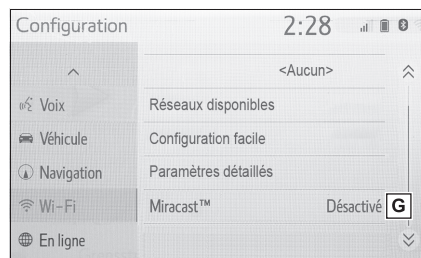 Configuration 2:28
<Aucun>
Voix
Réseaux disponibles
Véhicule
Configuration facile
Navigation
Paramètres détaillés
Wi-Fi
Miracast™ Désactivé G
En ligne